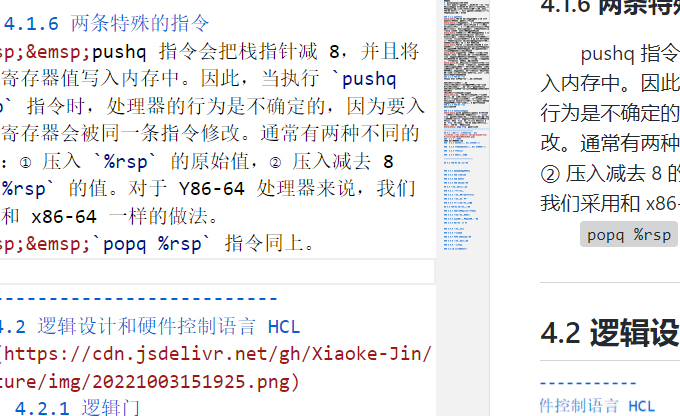 4.1.6 两条特殊的指令
sp;&emsp;pushq 指令会把栈指针减 8，并且将
寄存器值写入内存中。因此，当执行 `pushq
p` 指令时，处理器的行为是不确定的，因为要入
寄存器会被同一条指令修改。通常有两种不同的
：① 压入 `%rsp` 的原始值，② 压入减去 8
%rsp` 的值。对于 Y86-64 处理器来说，我们
和 x86-64 一样的做法。
sp;&emsp;`popq %rsp` 指令同上。
--------------------------
4.2 逻辑设计和硬件控制语言 HCL
(https://cdn.jsdelivr.net/gh/Xiaoke-Jin/
ture/img/20221003151925.png)
4.2.1 逻辑门
4.1.6 两条特殊
pushq 指令
入内存中。因此
行为是不确定的
改。通常有两种
② 压入减去 8 的
我们采用和 x86-
popq %rsp
4.2 逻辑设
-----------
件控制语言 HCL